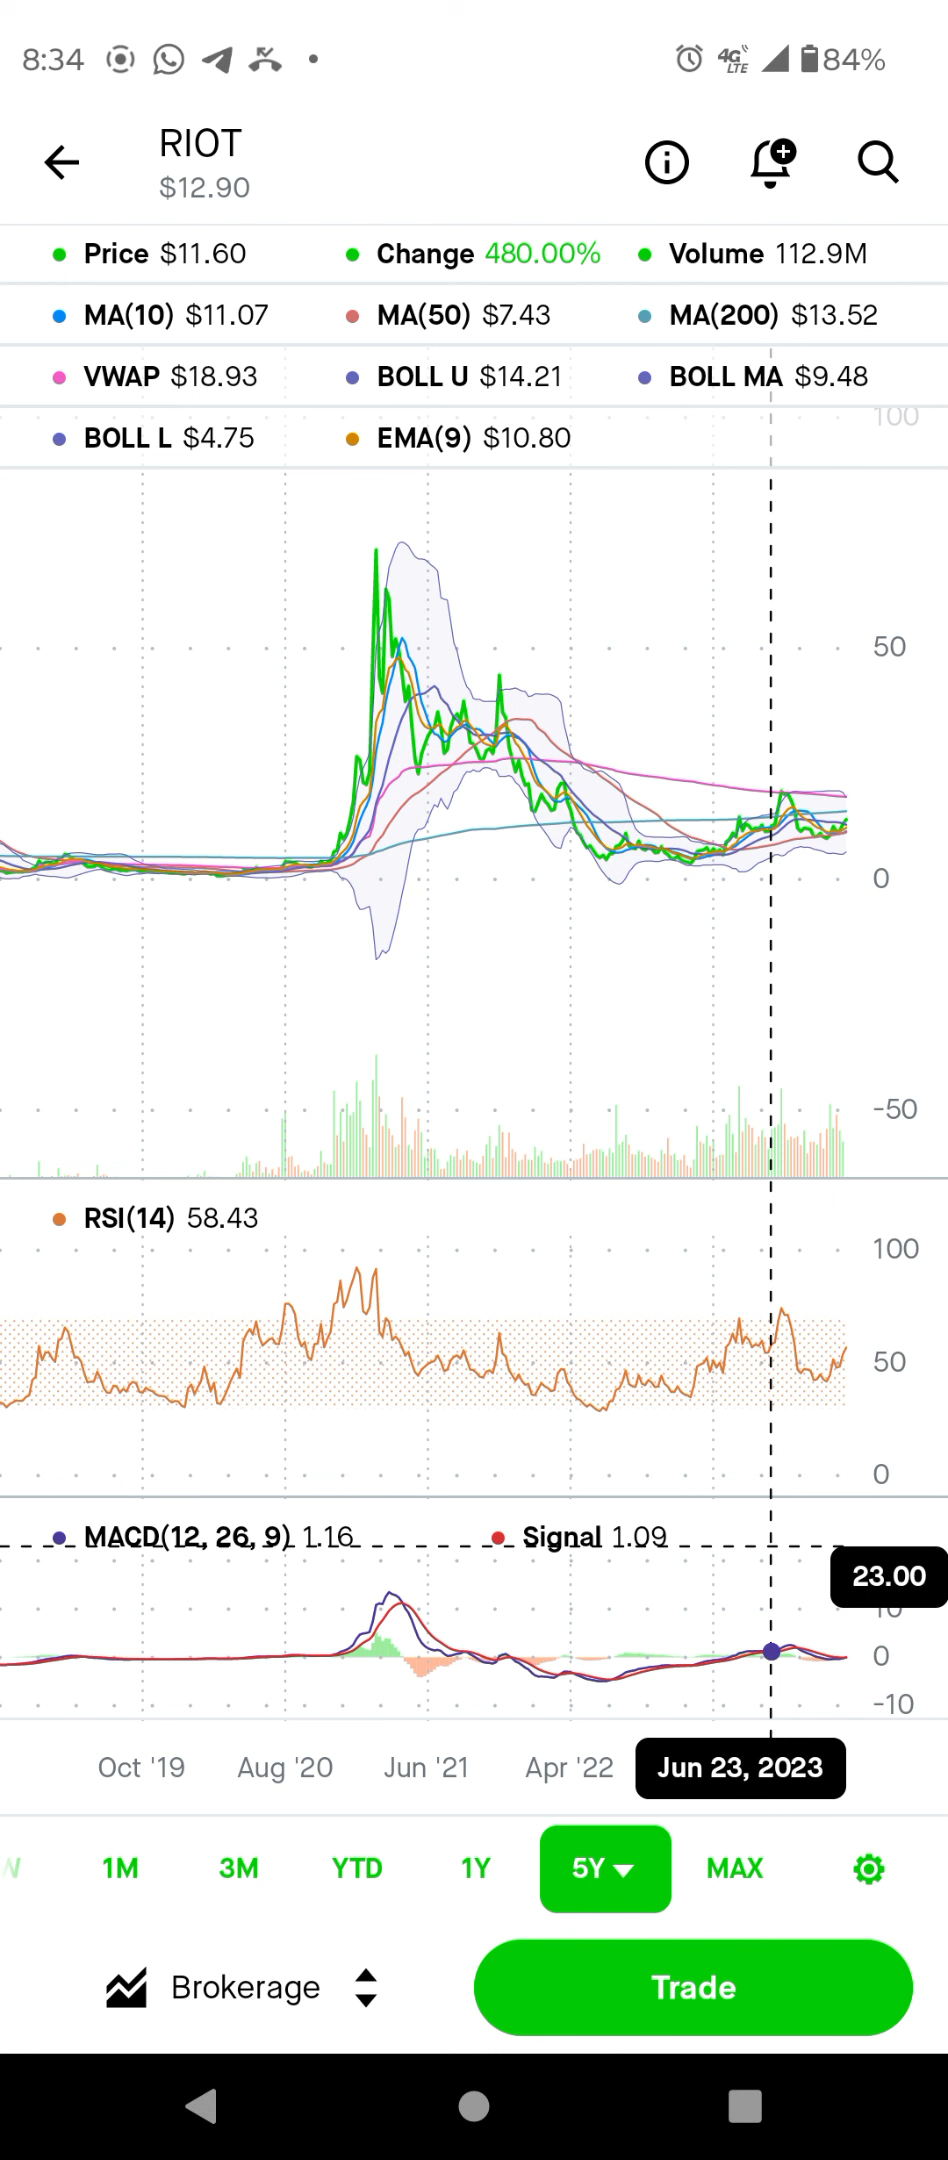 8:34 4G LTE 84%
RIOT
$12.90
Price $11.60 Change 480.00% Volume 112.9M
MA(10) $11.07 MA(50) $7.43 MA(200) $13.52
VWAP $18.93 BOLL U $14.21 BOLL MA $9.48
100
BOLL L $4.75 EMA(9) $10.80
50
0
-50
RSI(14) 58.43
100
50
0
MACD(12, 26, 9) 1.16 Signal 1.09
23.00
10
0
-10
Oct '19 Aug '20 Jun '21 Apr '22 Jun 23, 2023
W 1M 3M YTD 1Y 5Y MAX
Brokerage Trade